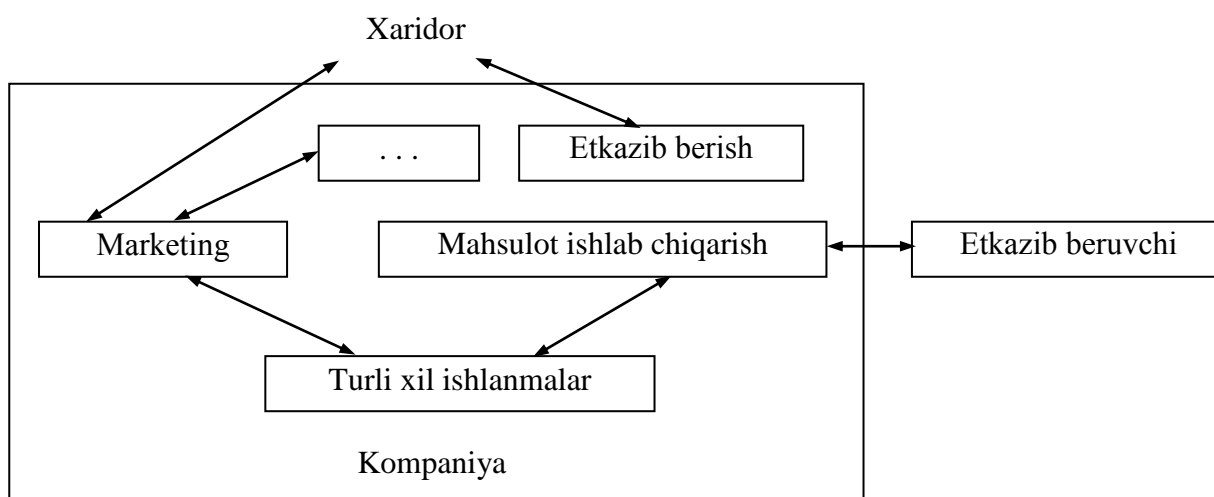 Xaridor
. . .
Etkazib berish
Marketing
Mahsulot ishlab chiqarish
Etkazib beruvchi
Turli xil ishlanmalar
Kompaniya